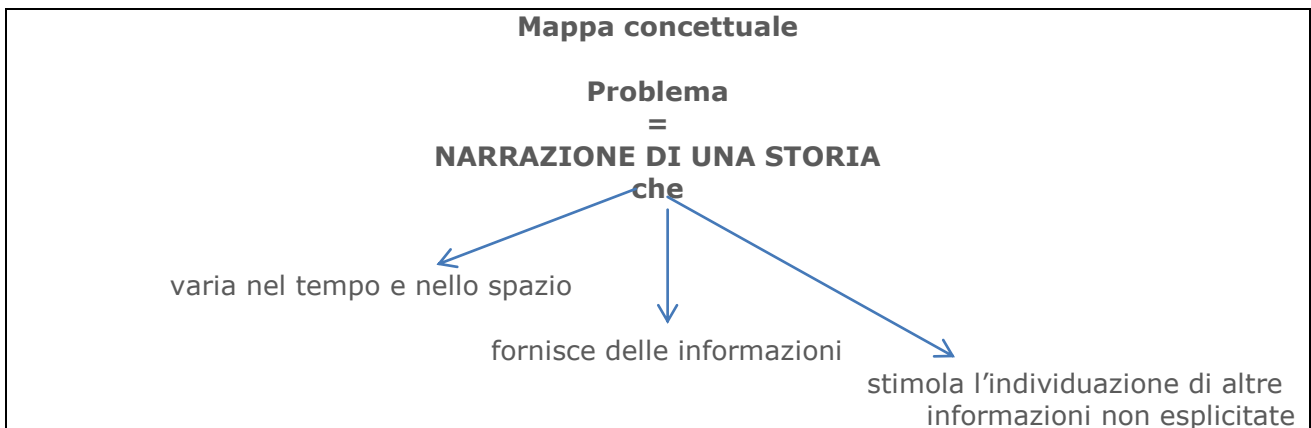 Mappa concettuale
Problema
=
NARRAZIONE DI UNA STORIA
che
varia nel tempo e nello spazio
fornisce delle informazioni
stimola l’individuazione di altre
informazioni non esplicitate